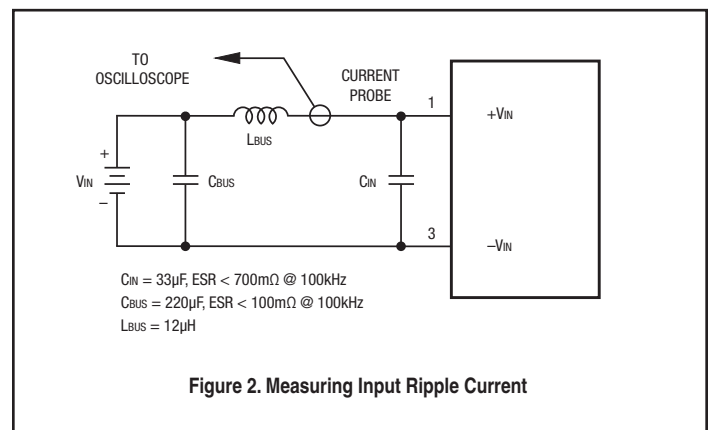 TO
OSCILLOSCOPE
CURRENT
PROBE
1
+VIN
LBUS
+
VIN
–
CBUS
CIN
3
–VIN
CIN = 33µF, ESR < 700mΩ @ 100kHz
CBUS = 220µF, ESR < 100mΩ @ 100kHz
LBUS = 12µH
Figure 2. Measuring Input Ripple Current